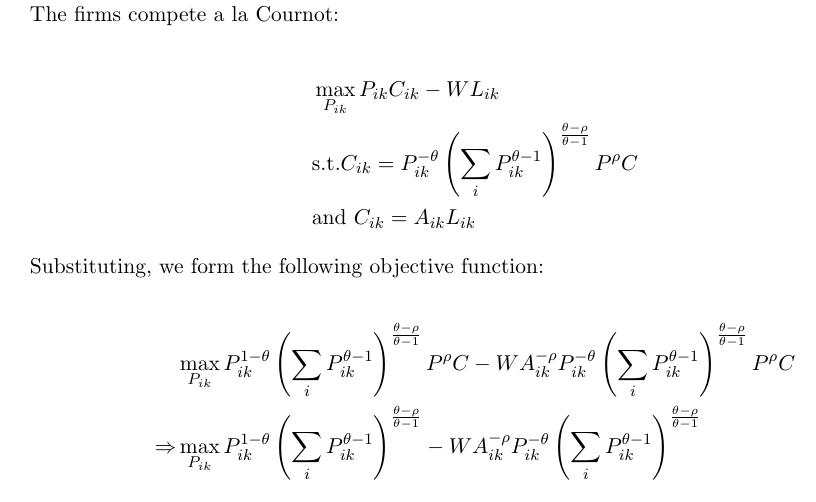 The firms compete a la Cournot:
\max_{P_{ik}} P_{ik}C_{ik} - WL_{ik}
s.t. C_{ik} = P_{ik}^{-\theta} \left( \sum_i P_{ik}^{\theta-1} \right)^{\frac{\theta-\rho}{\theta-1}} P^{\rho}C
and C_{ik} = A_{ik}L_{ik}
Substituting, we form the following objective function:
\max_{P_{ik}} P_{ik}^{1-\theta} \left( \sum_i P_{ik}^{\theta-1} \right)^{\frac{\theta-\rho}{\theta-1}} P^{\rho}C - WA_{ik}^{-\rho}P_{ik}^{-\theta} \left( \sum_i P_{ik}^{\theta-1} \right)^{\frac{\theta-\rho}{\theta-1}} P^{\rho}C
\Rightarrow \max_{P_{ik}} P_{ik}^{1-\theta} \left( \sum_i P_{ik}^{\theta-1} \right)^{\frac{\theta-\rho}{\theta-1}} - WA_{ik}^{-\rho}P_{ik}^{-\theta} \left( \sum_i P_{ik}^{\theta-1} \right)^{\frac{\theta-\rho}{\theta-1}}